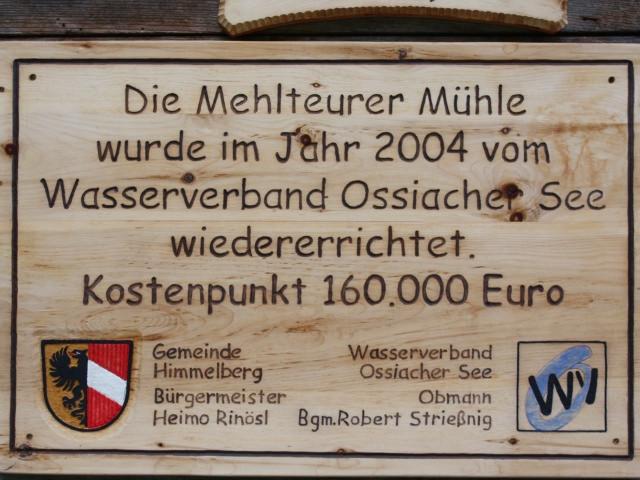 Die Mehlteurer Mühle
wurde im Jahr 2004 vom
Wasserverband Ossiacher See
wiedererrichtet.
Kostenpunkt 160.000 Euro
Gemeinde
Himmelberg
Bürgermeister
Heimo Rinösl
Wasserverband
Ossiacher See
Obmann
Bgm.Robert Strießnig